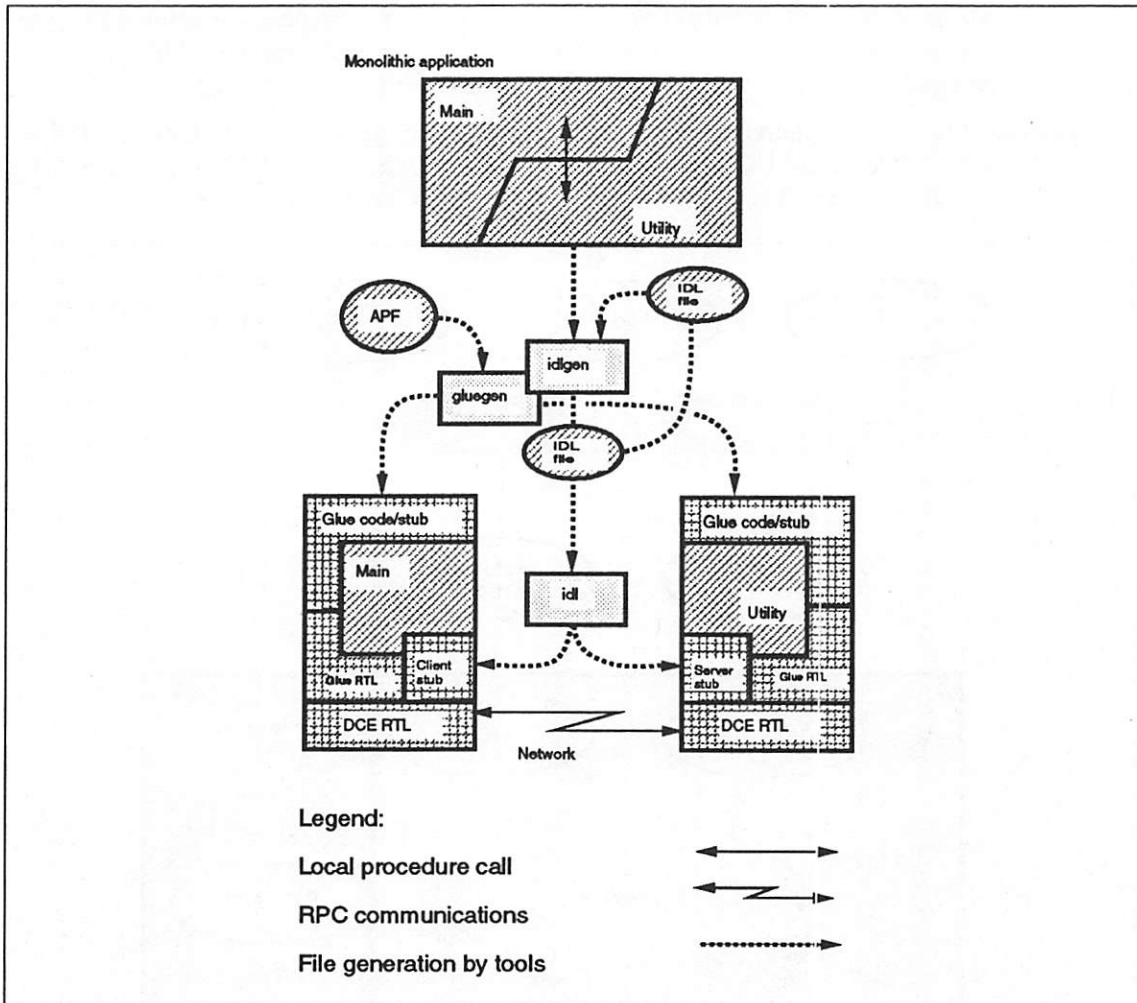 Monolithic application
Main
Utility
IDL
file
APF
idlgen
gluegen
IDL
file
Glue code/stub
Glue code/stub
Main
idl
Utility
Client
stub
Server
stub
Glue RTL
Glue RTL
DCE RTL
DCE RTL
Network
Legend:
Local procedure call
RPC communications
File generation by tools